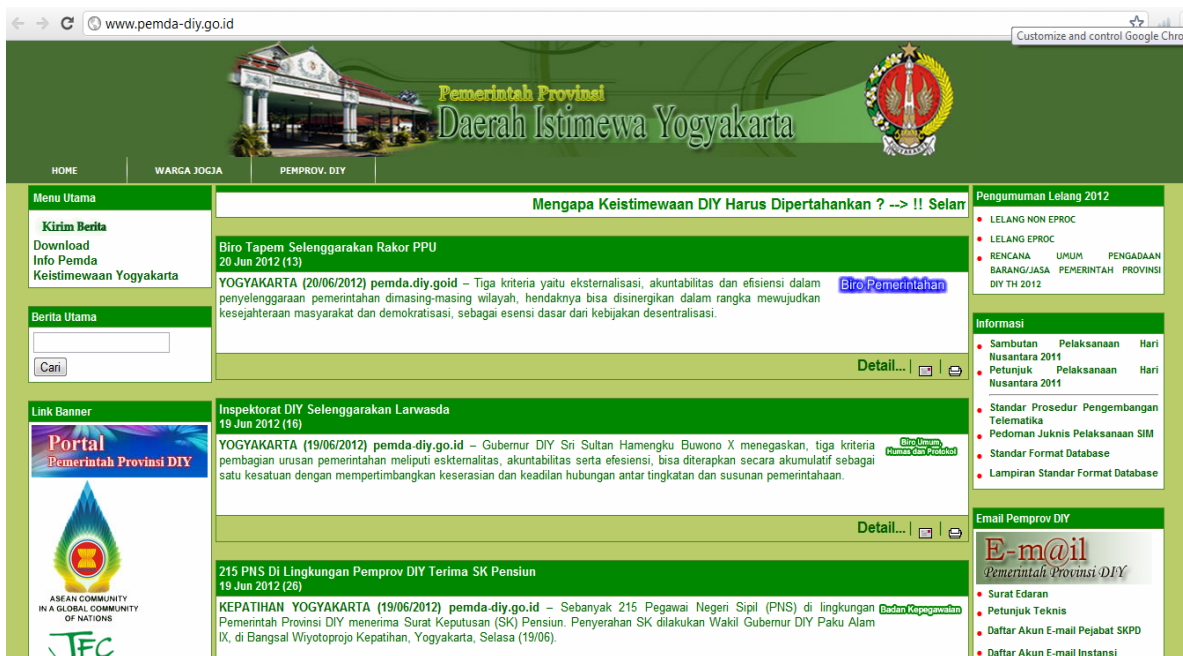 www.pemda-diy.go.id
Customize and control Google Chro
Pemerintah Provinsi
Daerah Istimewa Yogyakarta
HOME
WARGA JOGJA
PEMPROV. DIY
Menu Utama
Kirim Berita
Download
Info Pemda
Keistimewaan Yogyakarta
Berita Utama
Cari
Link Banner
Portal
Pemerintah Provinsi DIY
ASEAN COMMUNITY
IN A GLOBAL COMMUNITY
OF NATIONS
Mengapa Keistimewaan DIY Harus Dipertahankan ? --> !! Selam
Biro Tapem Selenggarakan Rakor PPU
20 Jun 2012 (13)
YOGYAKARTA (20/06/2012) pemda.diy.goid – Tiga kriteria yaitu eksternalisasi, akuntabilitas dan efisiensi dalam
penyelenggaraan pemerintahan dimasing-masing wilayah, hendaknya bisa disinergikan dalam rangka mewujudkan
kesejahteraan masyarakat dan demokratisasi, sebagai esensi dasar dari kebijakan desentralisasi.
Biro Pemerintahan
Detail... |
Inspektorat DIY Selenggarakan Larwasda
19 Jun 2012 (16)
YOGYAKARTA (19/06/2012) pemda-diy.go.id – Gubernur DIY Sri Sultan Hamengku Buwono X menegaskan, tiga kriteria
pembagian urusan pemerintahan meliputi eskternalitas, akuntabilitas serta efesiensi, bisa diterapkan secara akumulatif sebagai
satu kesatuan dengan mempertimbangkan keserasian dan keadilan hubungan antar tingkatan dan susunan pemerintahaan.
Biro Umum,
Humas dan Protokol
Detail... |
215 PNS Di Lingkungan Pemprov DIY Terima SK Pensiun
19 Jun 2012 (26)
KEPATIHAN YOGYAKARTA (19/06/2012) pemda-diy.go.id – Sebanyak 215 Pegawai Negeri Sipil (PNS) di lingkungan
Pemerintah Provinsi DIY menerima Surat Keputusan (SK) Pensiun. Penyerahan SK dilakukan Wakil Gubernur DIY Paku Alam
IX, di Bangsal Wiyotoprojo Kepatihan, Yogyakarta, Selasa (19/06).
Badan Kepegawaian
Pengumuman Lelang 2012
LELANG NON EPROC
LELANG EPROC
RENCANA UMUM PENGADAAN
BARANG/JASA PEMERINTAH PROVINSI
DIY TH 2012
Informasi
Sambutan Pelaksanaan Hari
Nusantara 2011
Petunjuk Pelaksanaan Hari
Nusantara 2011
Standar Prosedur Pengembangan
Telematika
Pedoman Juknis Pelaksanaan SIM
Standar Format Database
Lampiran Standar Format Database
Email Pemprov DIY
E-m@il
Pemerintah Provinsi DIY
Surat Edaran
Petunjuk Teknis
Daftar Akun E-mail Pejabat SKPD
Daftar Akun E-mail Instansi